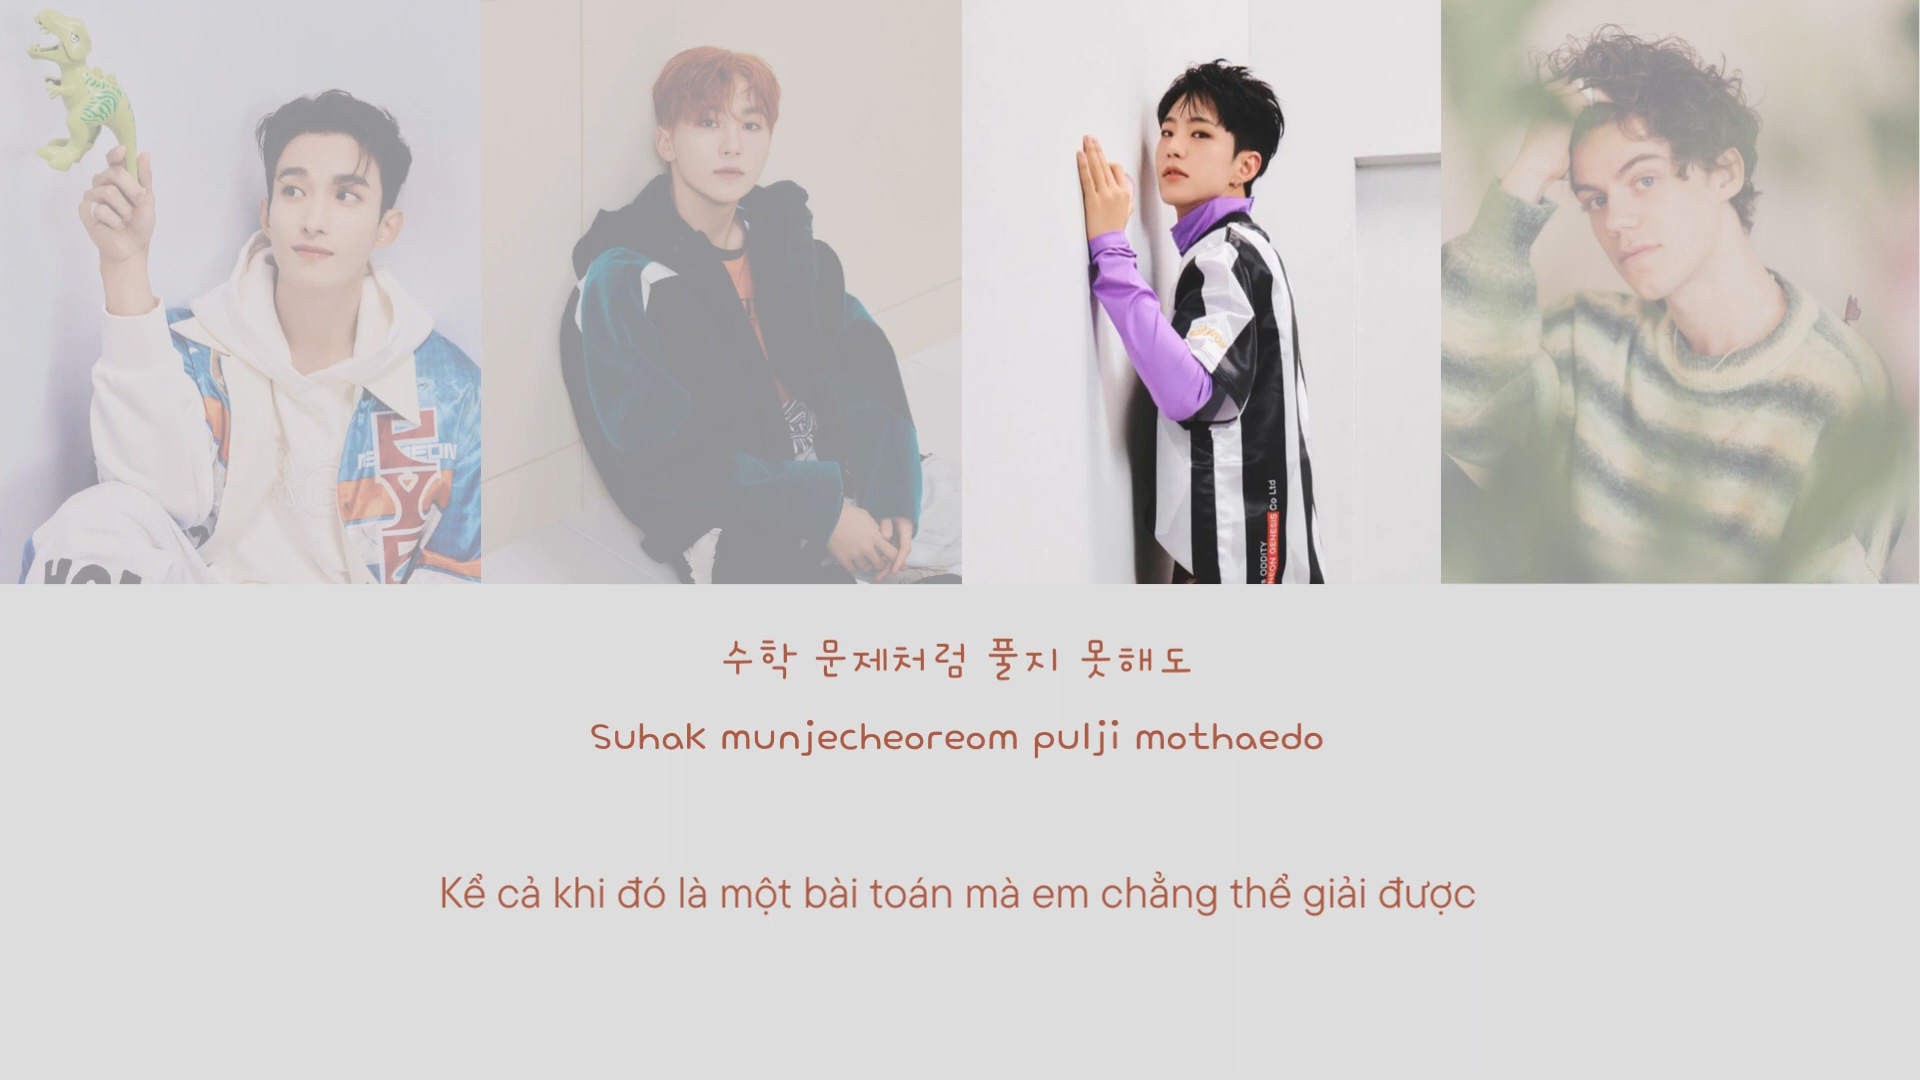 수학 문제처럼 풀지 못해도
Suhak munjecheoreom pulji mothaedo
Kể cả khi đó là một bài toán mà em chẳng thể giải được